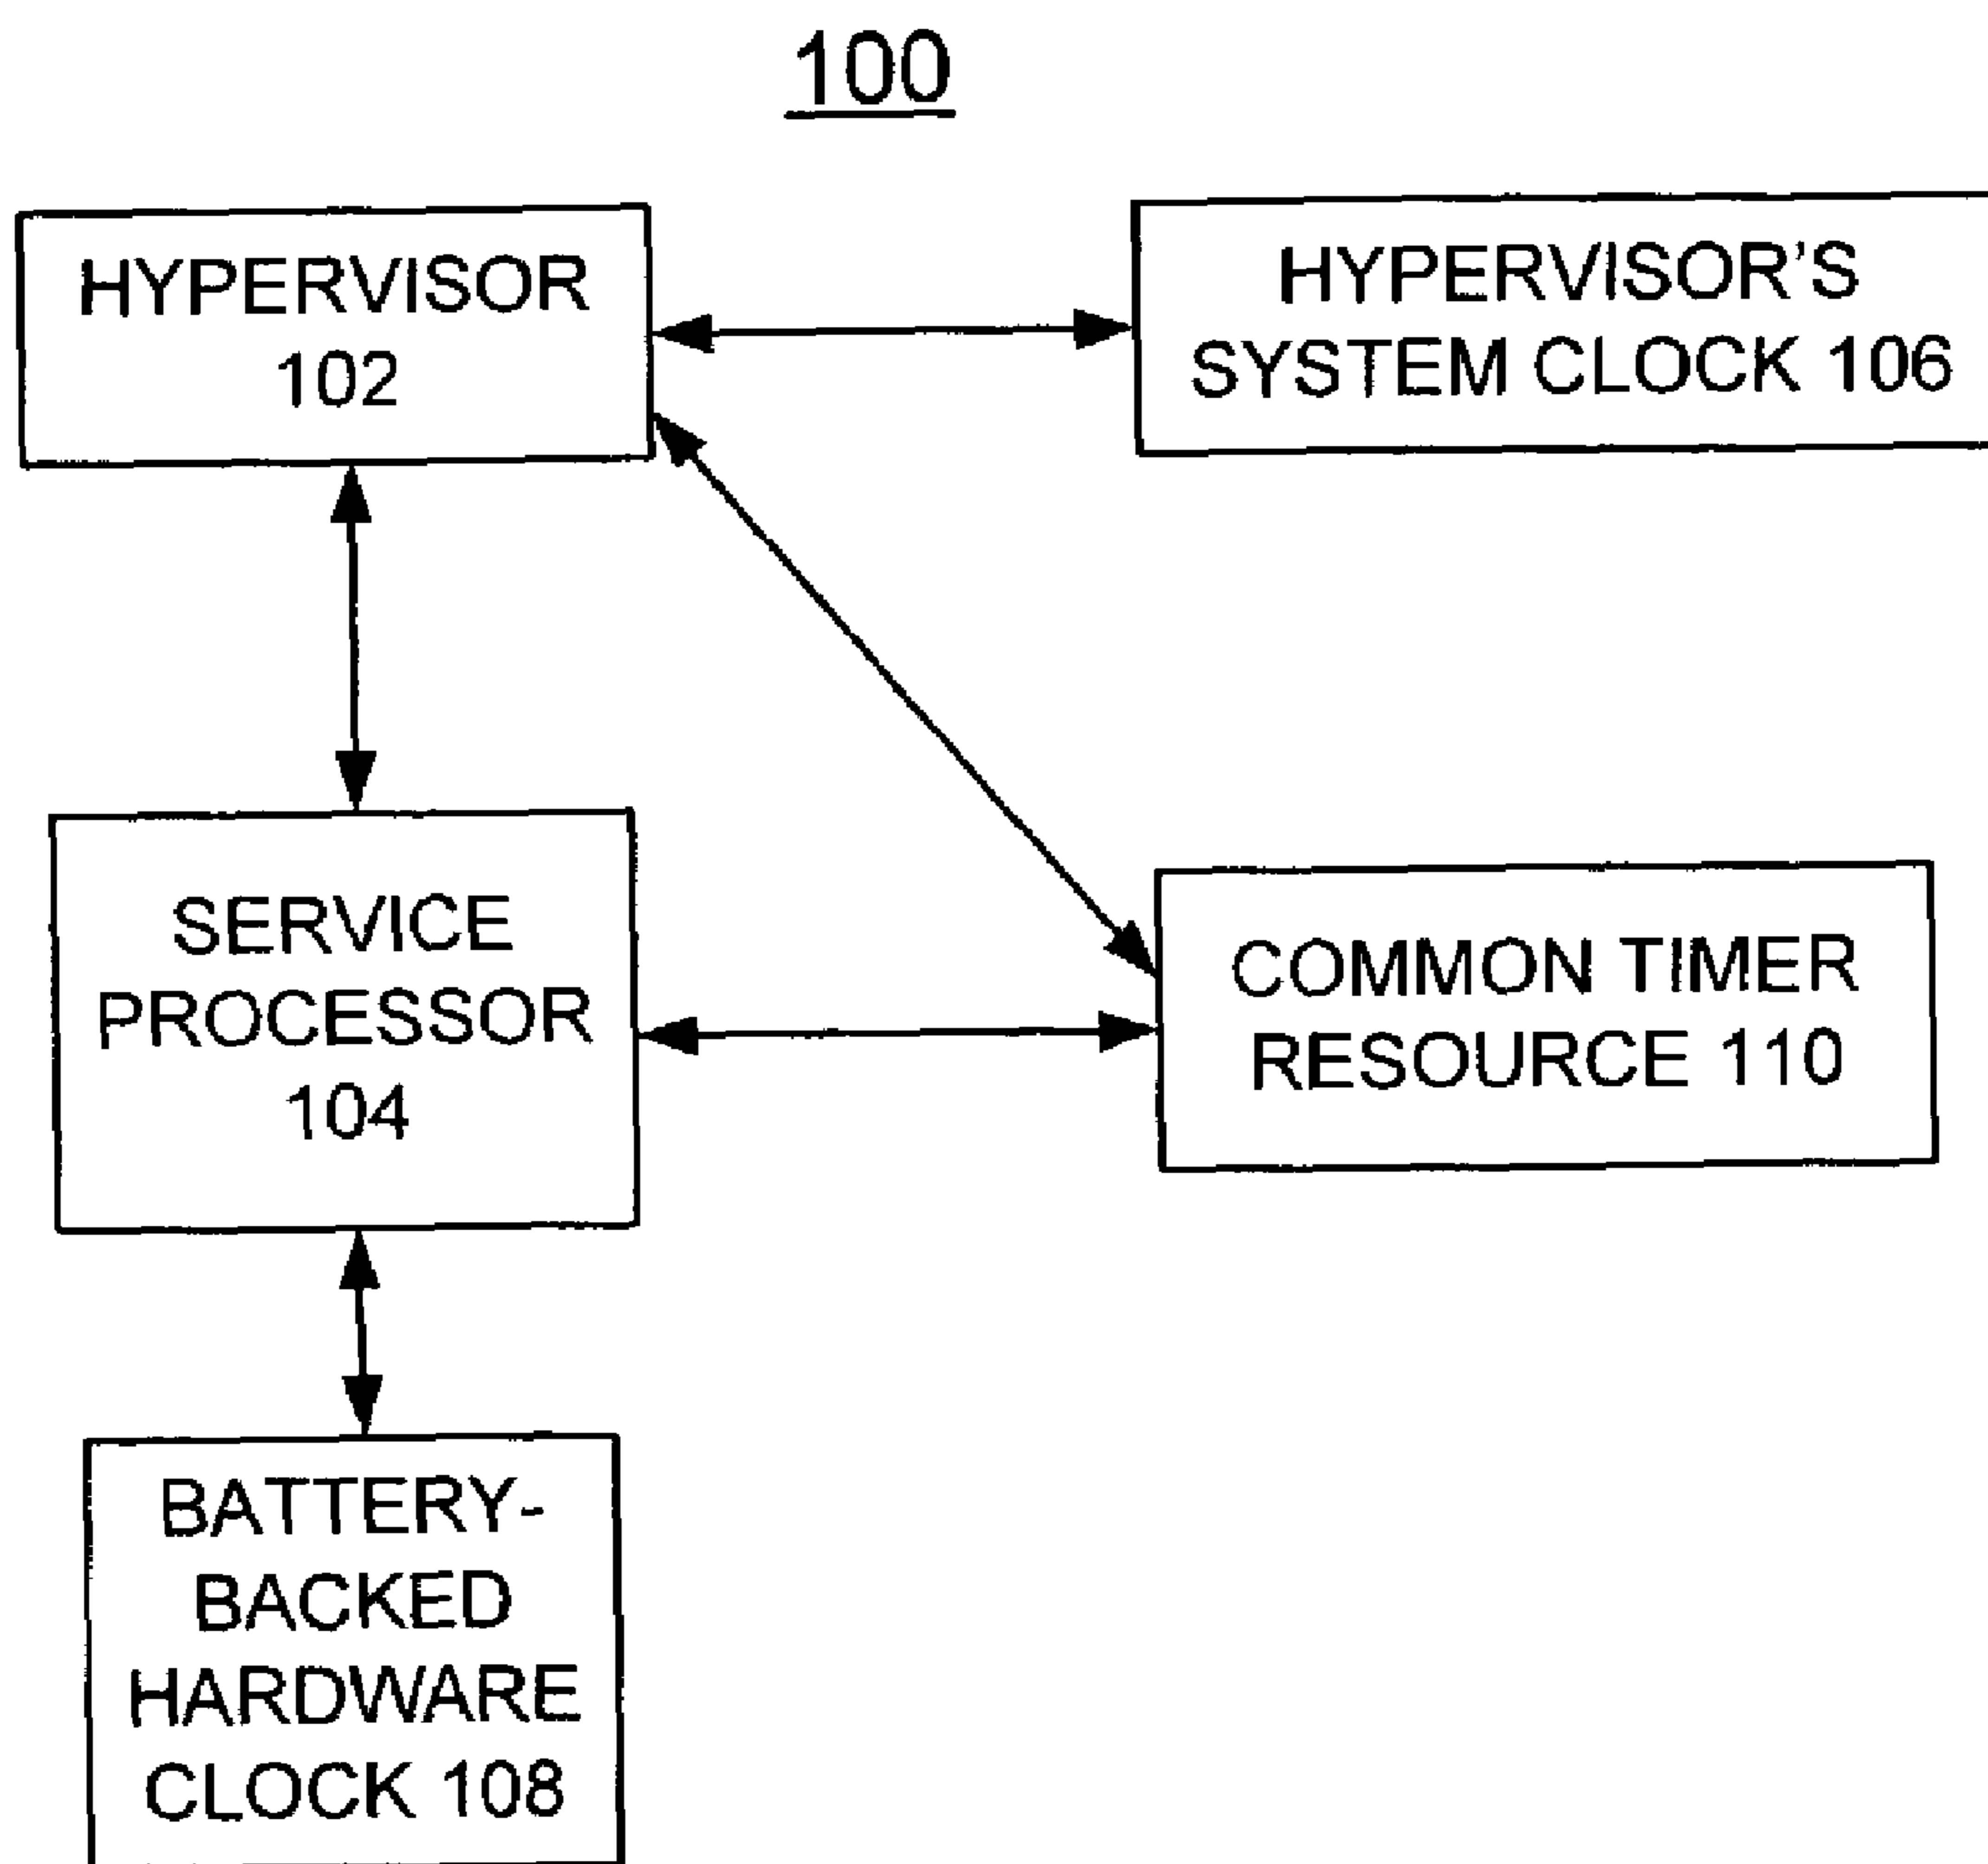 100
HYPERVISOR
102
HYPERVISOR'S
SYSTEM CLOCK 106
SERVICE
PROCESSOR
104
COMMON TIMER
RESOURCE 110
BATTERY-
BACKED
HARDWARE
CLOCK 108